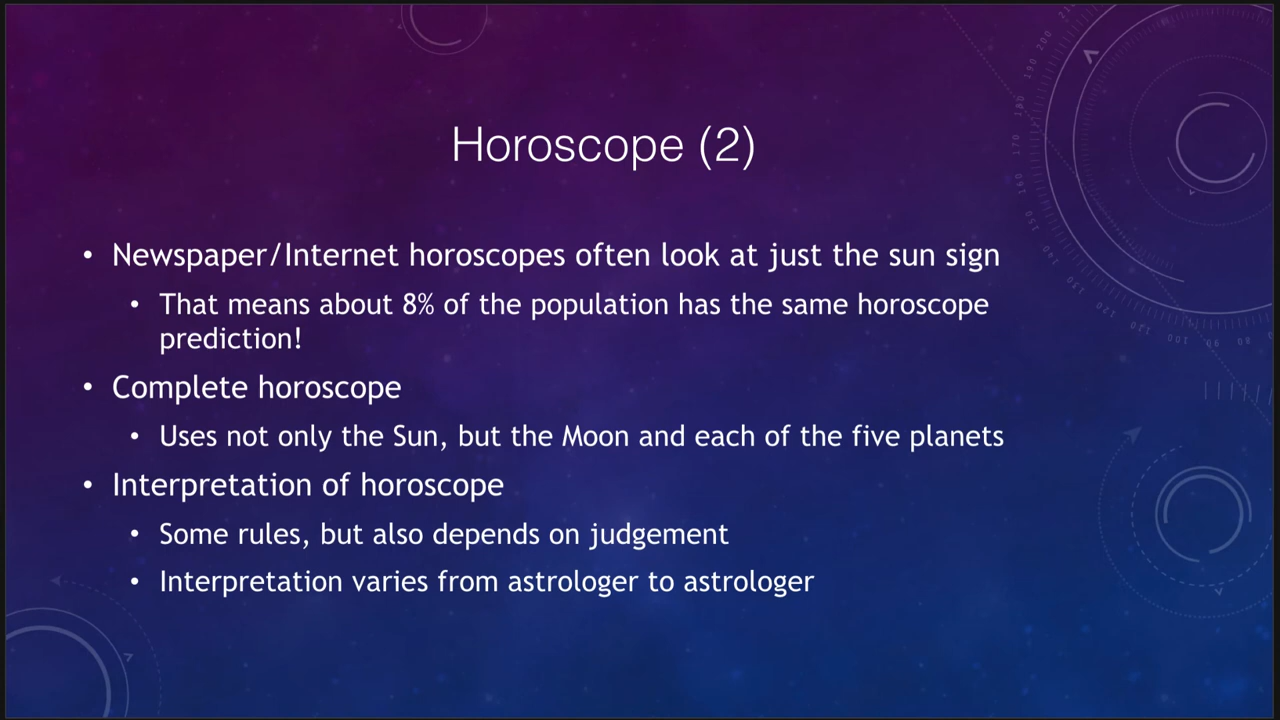 Horoscope (2)
• Newspaper/Internet horoscopes often look at just the sun sign
• That means about 8% of the population has the same horoscope
prediction!
• Complete horoscope
• Uses not only the Sun, but the Moon and each of the five planets
• Interpretation of horoscope
• Some rules, but also depends on judgement
• Interpretation varies from astrologer to astrologer